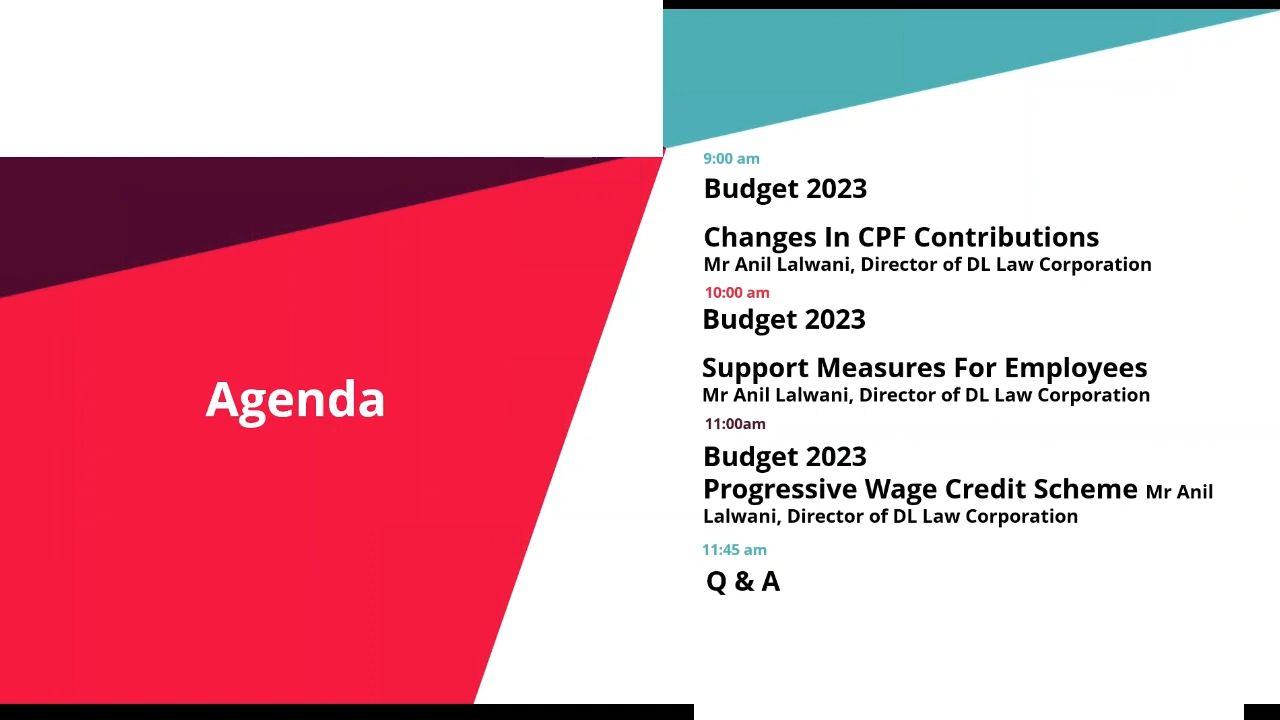 Agenda
9:00 am
Budget 2023
Changes In CPF Contributions
Mr Anil Lalwani, Director of DL Law Corporation
10:00 am
Budget 2023
Support Measures For Employees
Mr Anil Lalwani, Director of DL Law Corporation
11:00am
Budget 2023
Progressive Wage Credit Scheme Mr Anil
Lalwani, Director of DL Law Corporation
11:45 am
Q & A